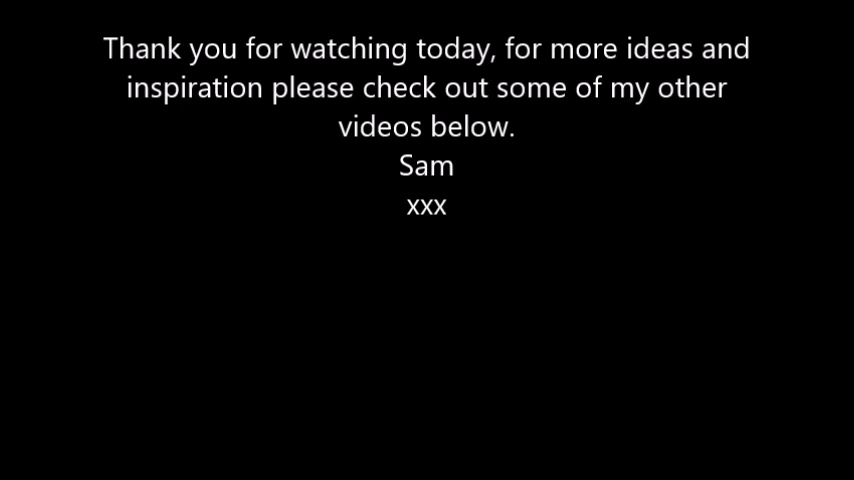 Thank you for watching today, for more ideas and
inspiration please check out some of my other
videos below.
Sam
xxx